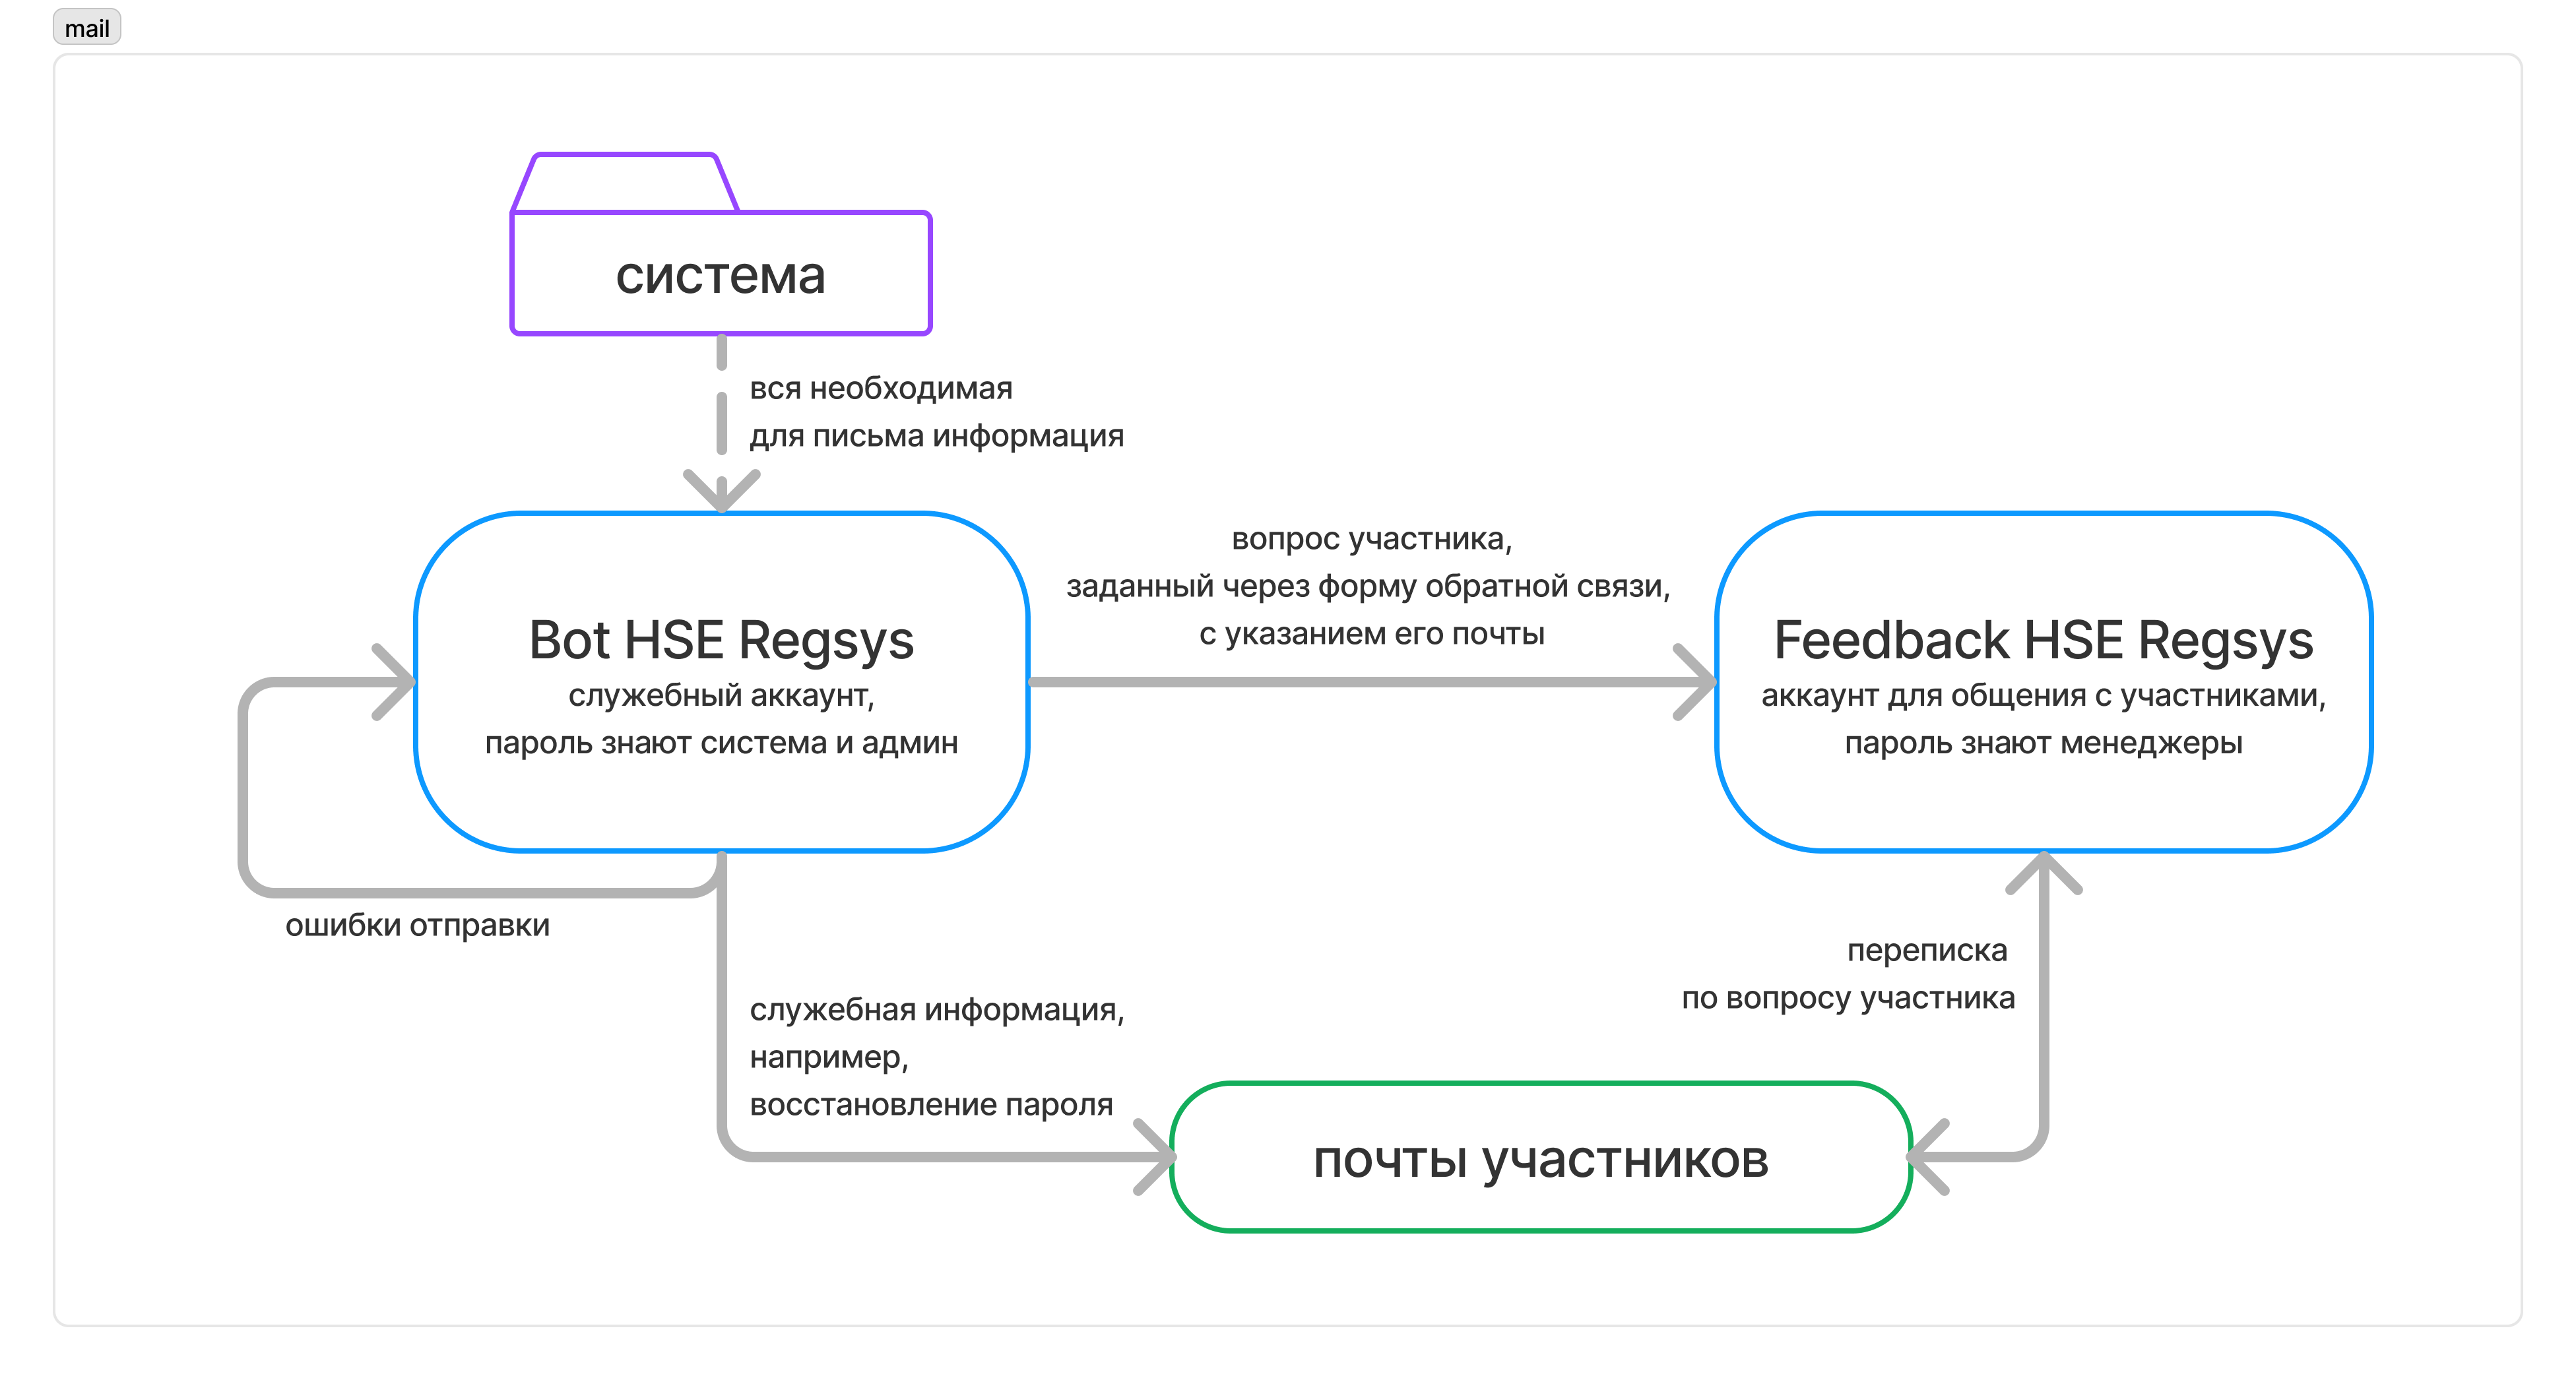 mail
система
вся необходимая
для письма информация
вопрос участника,
заданный через форму обратной связи,
с указанием его почты
Bot HSE Regsys
служебный аккаунт,
пароль знают система и админ
Feedback HSE Regsys
аккаунт для общения с участниками,
пароль знают менеджеры
ошибки отправки
служебная информация,
например,
восстановление пароля
переписка
по вопросу участника
почты участников